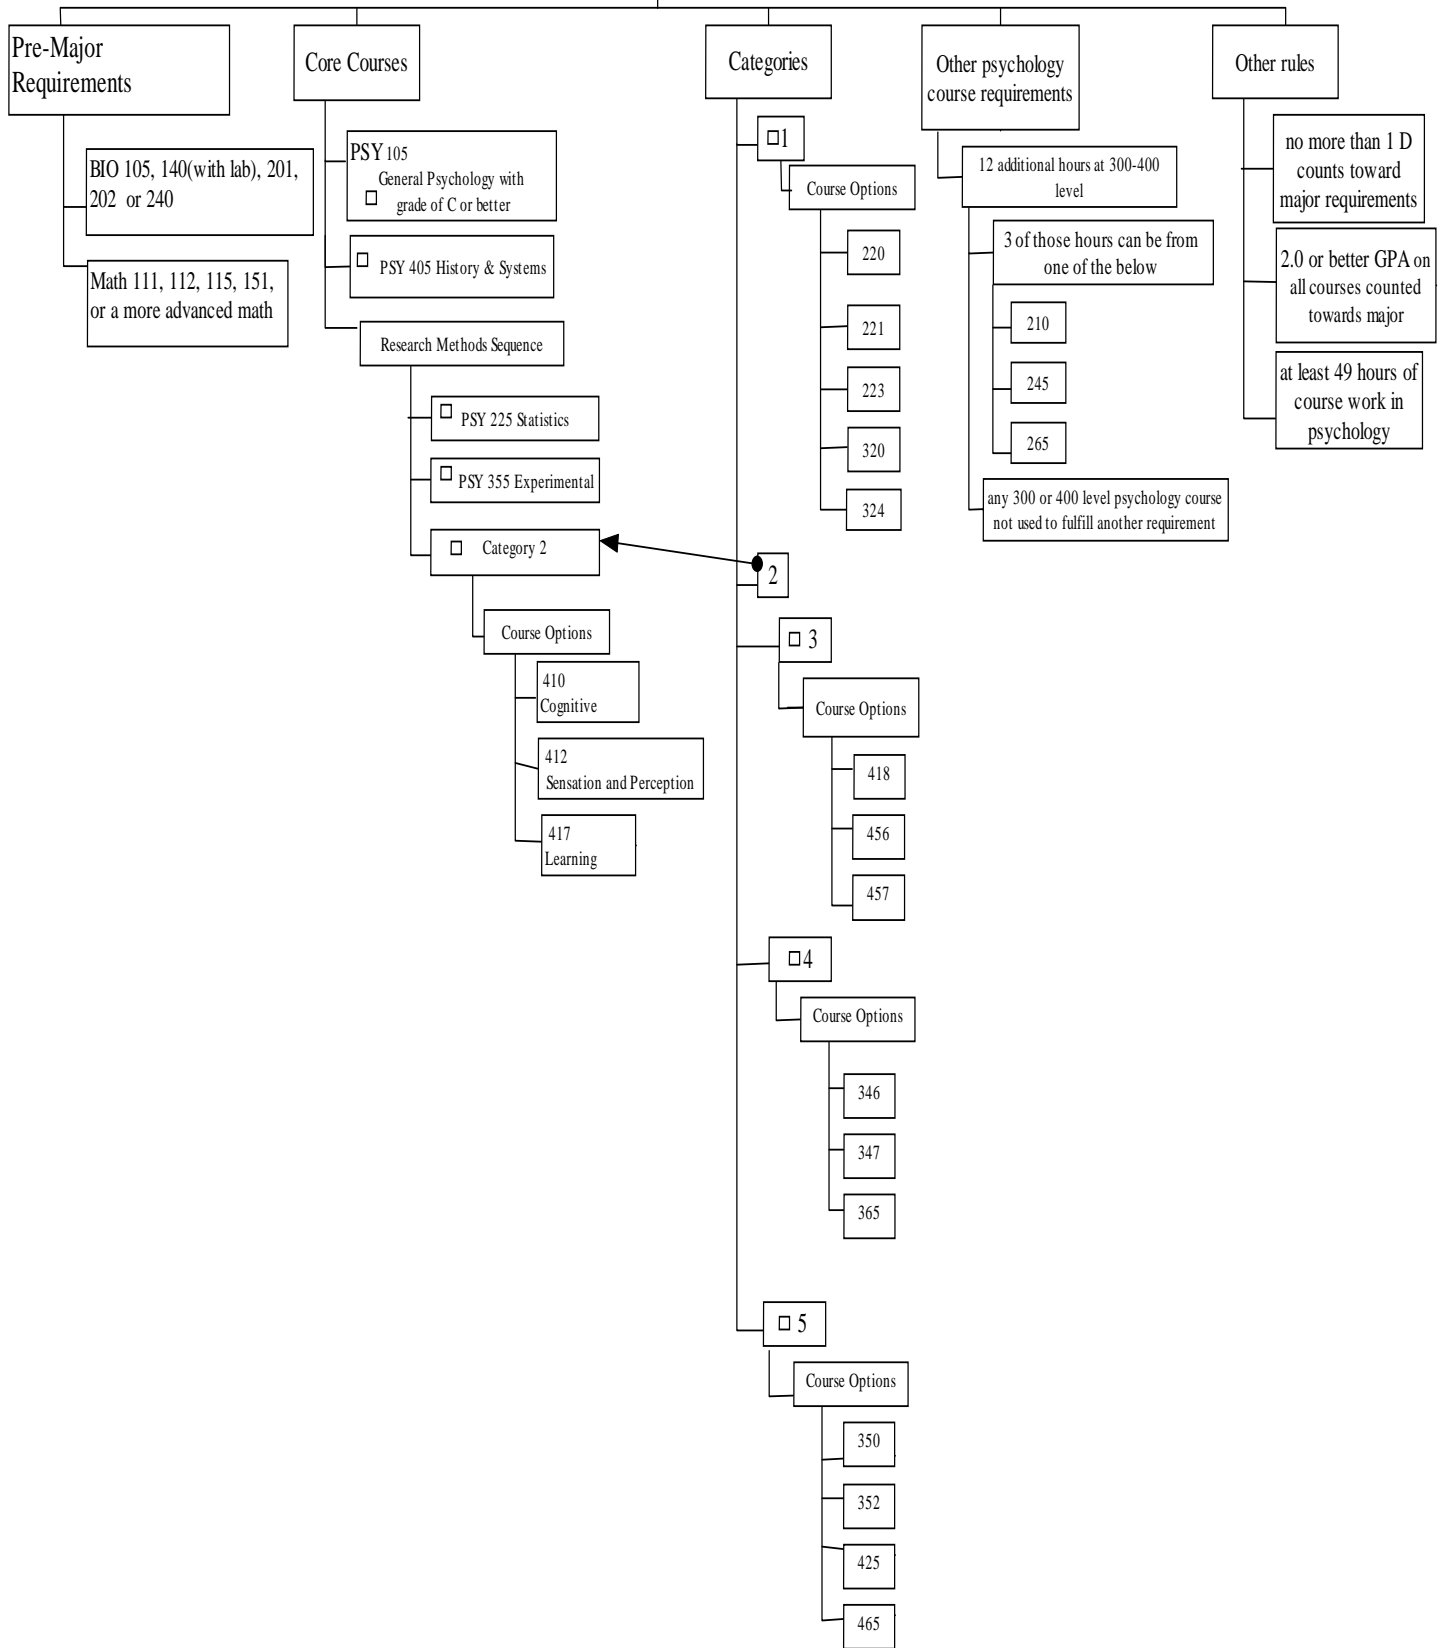 Pre-Major
Requirements
BIO 105, 140(with lab), 201,
202 or 240
Math 111, 112, 115, 151,
or a more advanced math
Core Courses
PSY 105
General Psychology with
grade of C or better
PSY 405 History & Systems
Research Methods Sequence
PSY 225 Statistics
PSY 355 Experimental
Category 2
Course Options
410
Cognitive
412
Sensation and Perception
417
Learning
Categories
1
Course Options
220
221
223
320
324
2
3
Course Options
418
456
457
4
Course Options
346
347
365
5
Course Options
350
352
425
465
Other psychology
course requirements
12 additional hours at 300-400
level
3 of those hours can be from
one of the below
210
245
265
any 300 or 400 level psychology course
not used to fulfill another requirement
Other rules
no more than 1 D
counts toward
major requirements
2.0 or better GPA on
all courses counted
towards major
at least 49 hours of
course work in
psychology